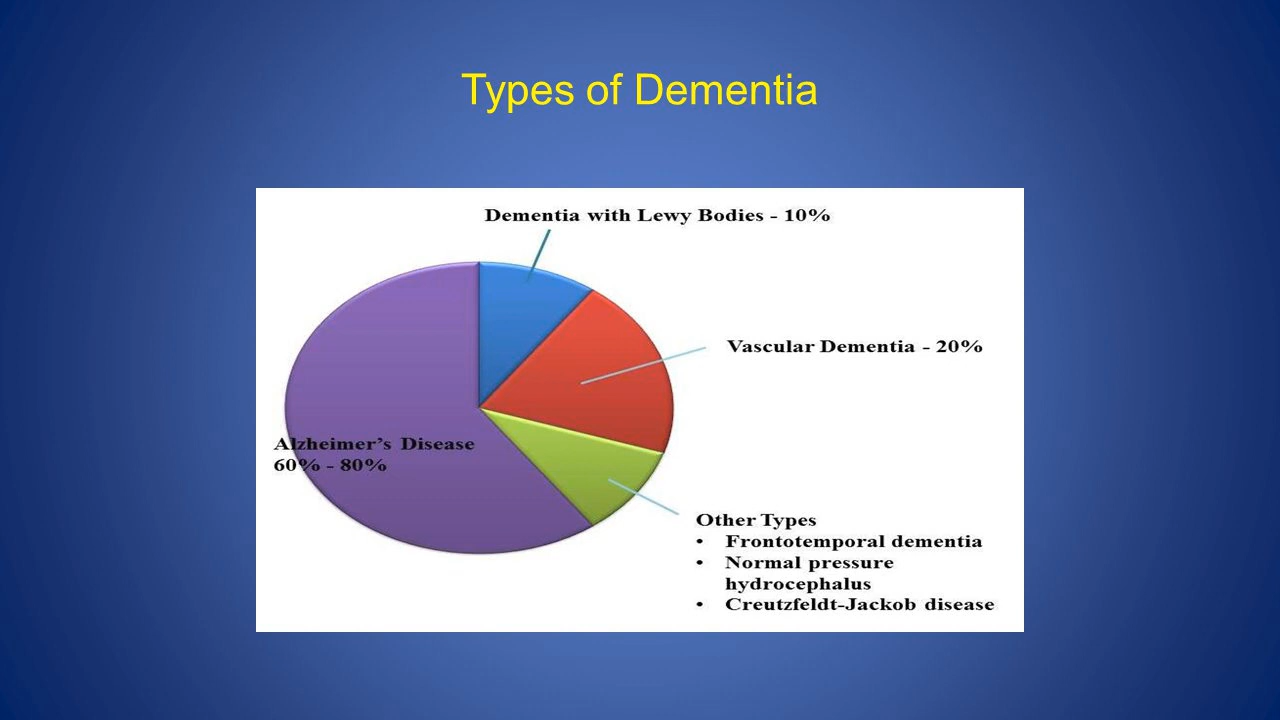 Types of Dementia
Dementia with Lewy Bodies - 10%
Vascular Dementia - 20%
Alzheimer’s Disease
60% - 80%
Other Types
• Frontotemporal dementia
• Normal pressure
hydrocephalus
• Creutzfeldt-Jackob disease